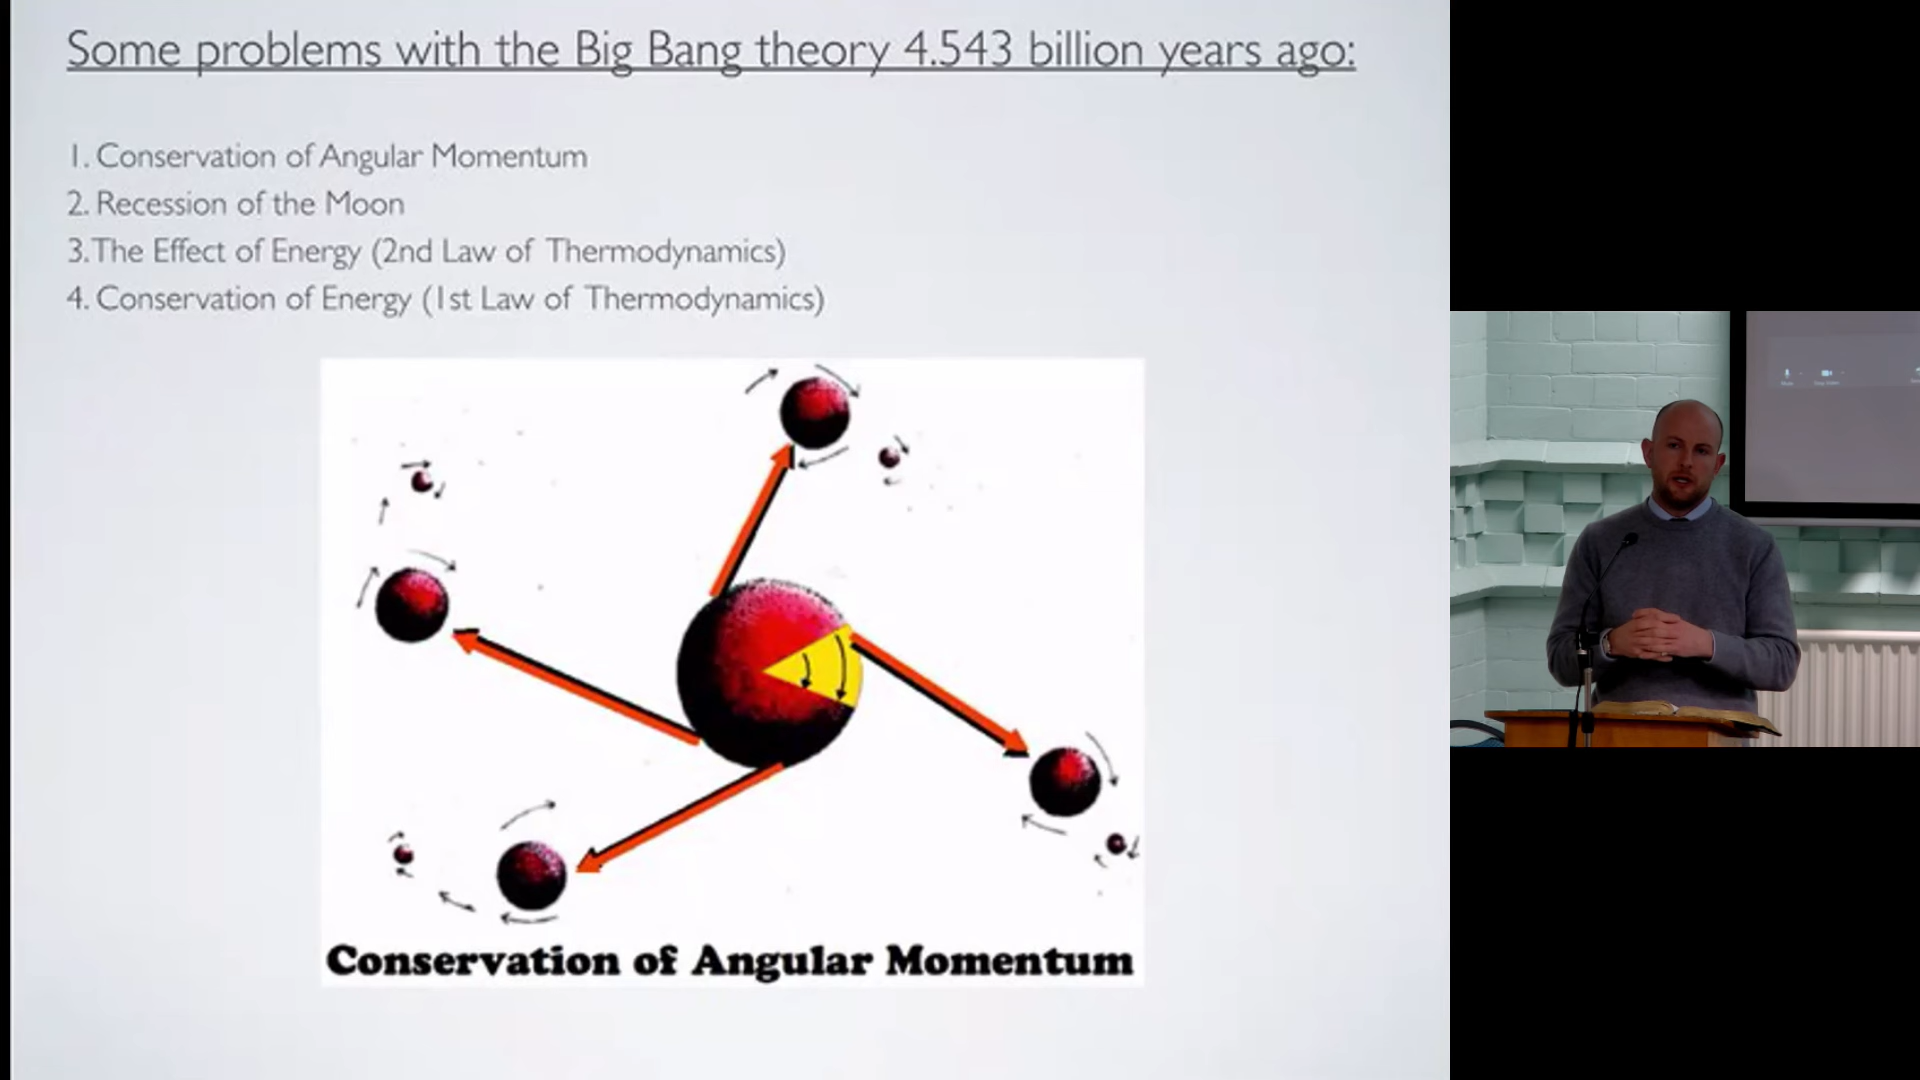 Some problems with the Big Bang theory 4.543 billion years ago:
1. Conservation of Angular Momentum
2. Recession of the Moon
3. The Effect of Energy (2nd Law of Thermodynamics)
4. Conservation of Energy (1st Law of Thermodynamics)
Conservation of Angular Momentum